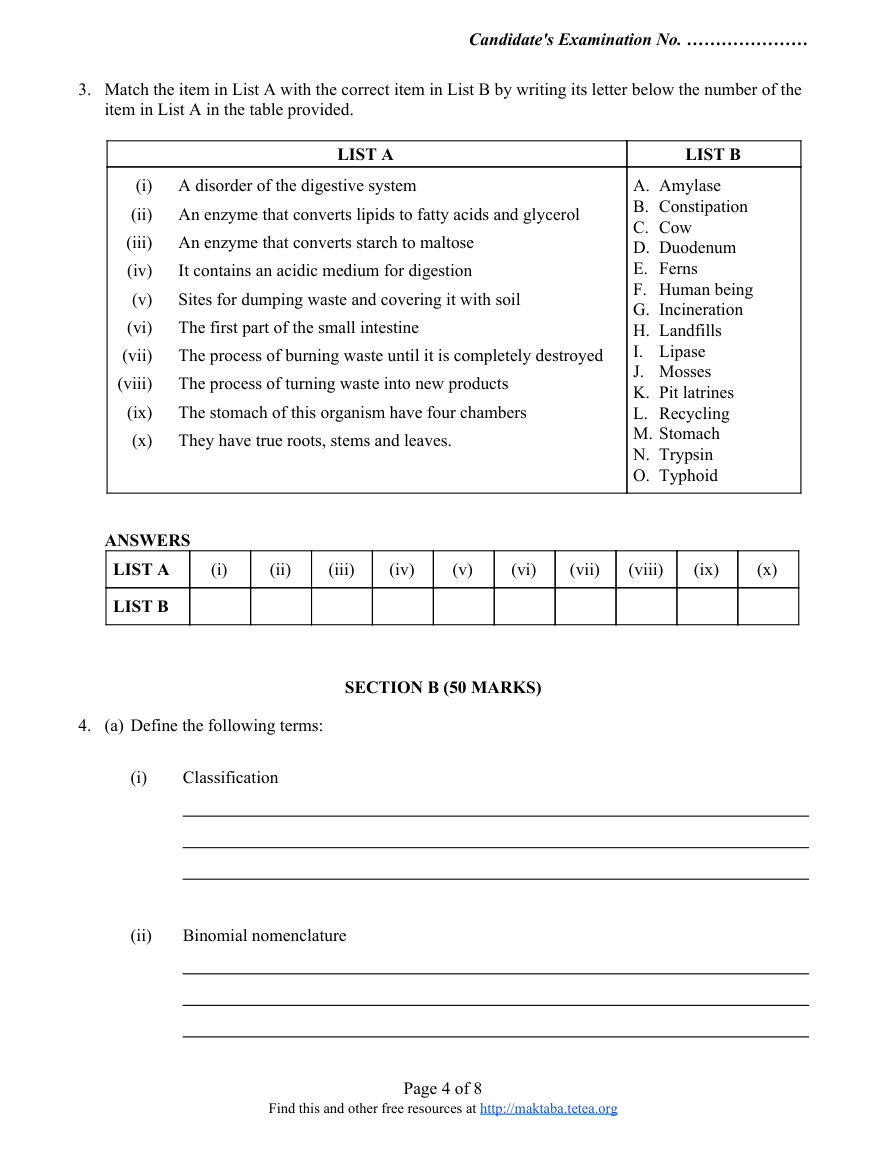 Candidate's Examination No. …………………
3. Match the item in List A with the correct item in List B by writing its letter below the number of the
item in List A in the table provided.
LIST A LIST B
(i) A disorder of the digestive system
(ii) An enzyme that converts lipids to fatty acids and glycerol
(iii) An enzyme that converts starch to maltose
(iv) It contains an acidic medium for digestion
(v) Sites for dumping waste and covering it with soil
(vi) The first part of the small intestine
(vii) The process of burning waste until it is completely destroyed
(viii) The process of turning waste into new products
(ix) The stomach of this organism have four chambers
(x) They have true roots, stems and leaves.
A. Amylase
B. Constipation
C. Cow
D. Duodenum
E. Ferns
F. Human being
G. Incineration
H. Landfills
I. Lipase
J. Mosses
K. Pit latrines
L. Recycling
M. Stomach
N. Trypsin
O. Typhoid
ANSWERS
LIST A (i) (ii) (iii) (iv) (v) (vi) (vii) (viii) (ix) (x)
LIST B
SECTION B (50 MARKS)
4. (a) Define the following terms:
(i) Classification
(ii) Binomial nomenclature
Page 4 of 8
Find this and other free resources at http://maktaba.tetea.org